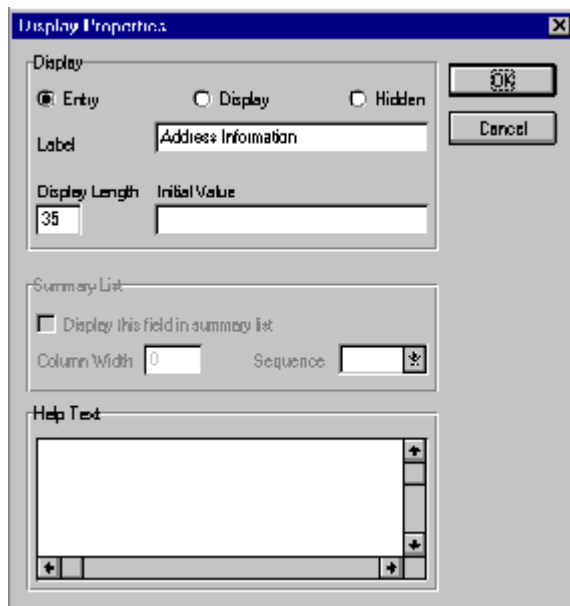 Display Properties
Display
Entry Display Hidden
Label Address Information
Display Length Initial Value
35
Summary List
Display this field in summary list
Column Width 0 Sequence
Help Text
OK
Cancel